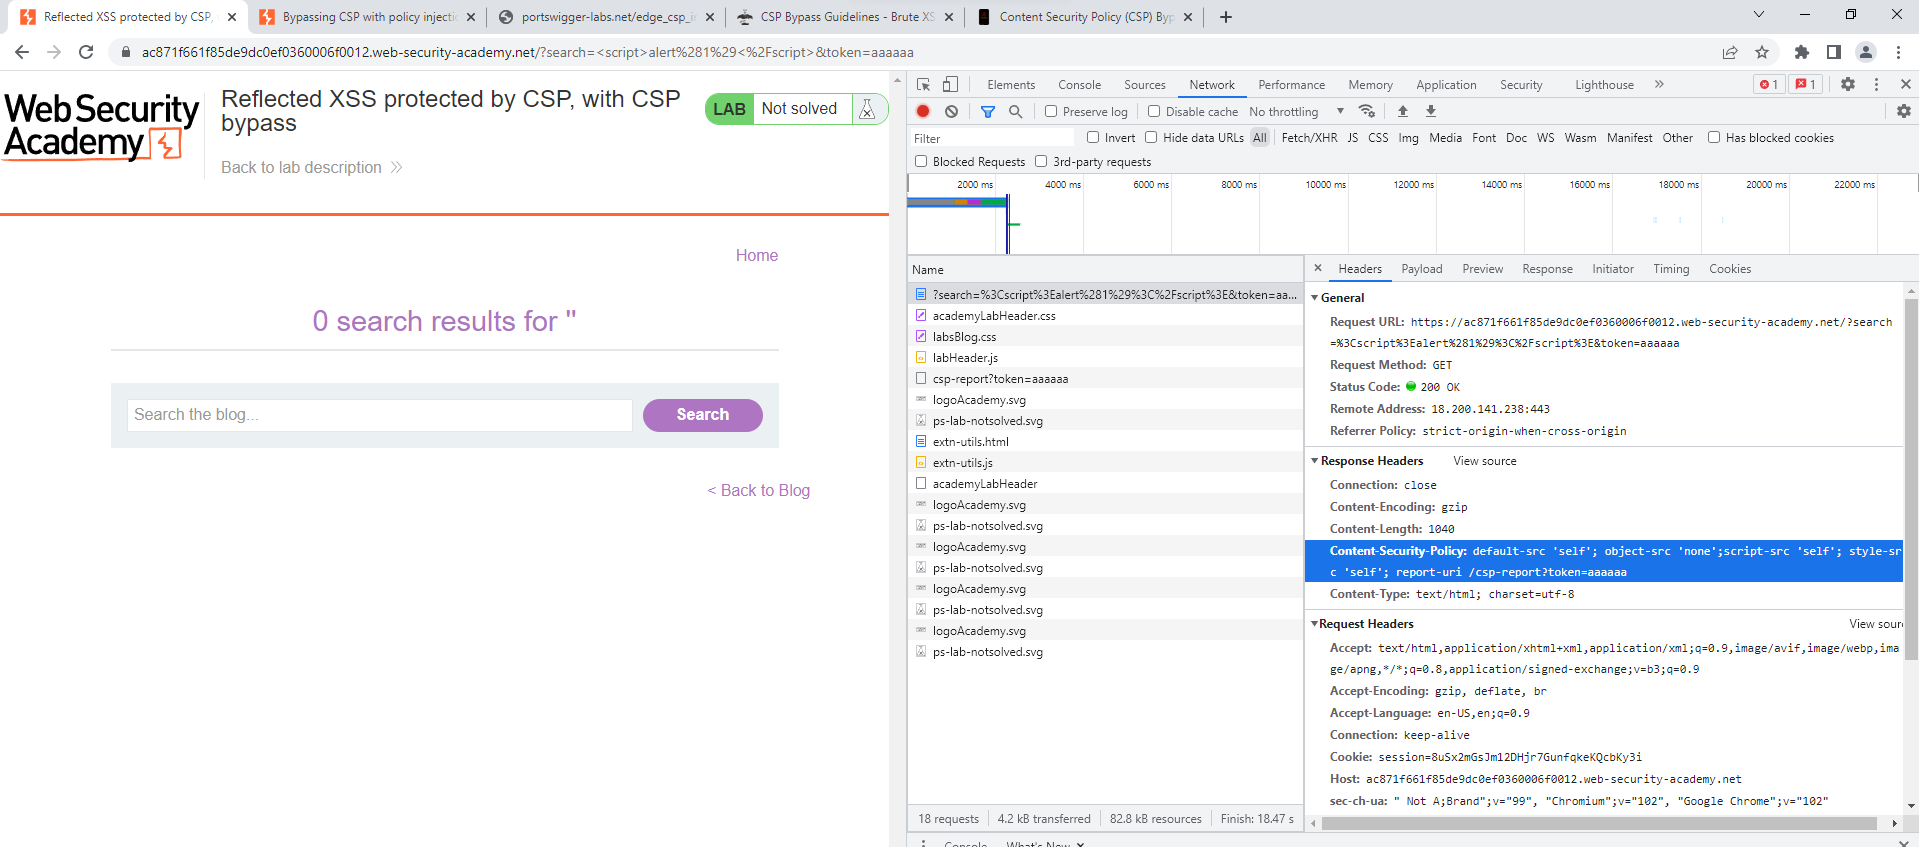 Reflected XSS protected by CSP,
Bypassing CSP with policy injecti
portswigger-labs.net/edge_csp_i
CSP Bypass Guidelines - Brute XS
Content Security Policy (CSP) Byp
ac871f661f85de9dc0ef0360006f0012.web-security-academy.net/?search=<script>alert%281%29<%2Fscript>&token=aaaaaa
WebSecurity
Academy
Reflected XSS protected by CSP, with CSP
bypass
Back to lab description
LAB Not solved
Home
0 search results for ''
Search the blog...
Search
< Back to Blog
Elements Console Sources Network Performance Memory Application Security Lighthouse » 1 1
Preserve log Disable cache No throttling
Filter Invert Hide data URLs All Fetch/XHR JS CSS Img Media Font Doc WS Wasm Manifest Other Has blocked cookies
Blocked Requests 3rd-party requests
2000 ms 4000 ms 6000 ms 8000 ms 10000 ms 12000 ms 14000 ms 16000 ms 18000 ms 20000 ms 22000 ms
Name
?search=%3Cscript%3Ealert%281%29%3C%2Fscript%3E&token=aa...
academyLabHeader.css
labsBlog.css
labHeader.js
csp-report?token=aaaaaa
logoAcademy.svg
ps-lab-notsolved.svg
extn-utils.html
extn-utils.js
academyLabHeader
logoAcademy.svg
ps-lab-notsolved.svg
logoAcademy.svg
ps-lab-notsolved.svg
logoAcademy.svg
ps-lab-notsolved.svg
logoAcademy.svg
ps-lab-notsolved.svg
18 requests 4.2 kB transferred 82.8 kB resources Finish: 18.47 s
Headers Payload Preview Response Initiator Timing Cookies
General
Request URL: https://ac871f661f85de9dc0ef0360006f0012.web-security-academy.net/?search
=%3Cscript%3Ealert%281%29%3C%2Fscript%3E&token=aaaaaa
Request Method: GET
Status Code: 200 OK
Remote Address: 18.200.141.238:443
Referrer Policy: strict-origin-when-cross-origin
Response Headers View source
Connection: close
Content-Encoding: gzip
Content-Length: 1040
Content-Security-Policy: default-src 'self'; object-src 'none';script-src 'self'; style-sr
c 'self'; report-uri /csp-report?token=aaaaaa
Content-Type: text/html; charset=utf-8
Request Headers View sour
Accept: text/html,application/xhtml+xml,application/xml;q=0.9,image/avif,image/webp,ima
ge/apng,*/*;q=0.8,application/signed-exchange;v=b3;q=0.9
Accept-Encoding: gzip, deflate, br
Accept-Language: en-US,en;q=0.9
Connection: keep-alive
Cookie: session=8uSx2mGsJm12DHjr7GunfqkeKQcbKy3i
Host: ac871f661f85de9dc0ef0360006f0012.web-security-academy.net
sec-ch-ua: " Not A;Brand";v="99", "Chromium";v="102", "Google Chrome";v="102"
Console What's New